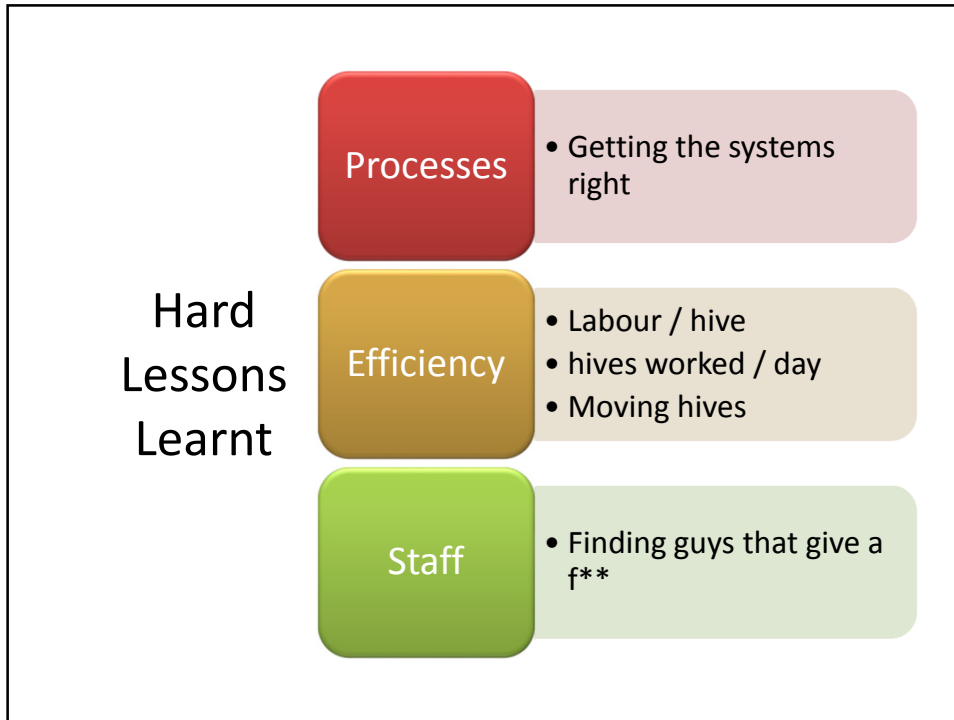 Hard
Lessons
Learnt
Processes
• Getting the systems
right
Efficiency
• Labour / hive
• hives worked / day
• Moving hives
Staff
• Finding guys that give a
f**